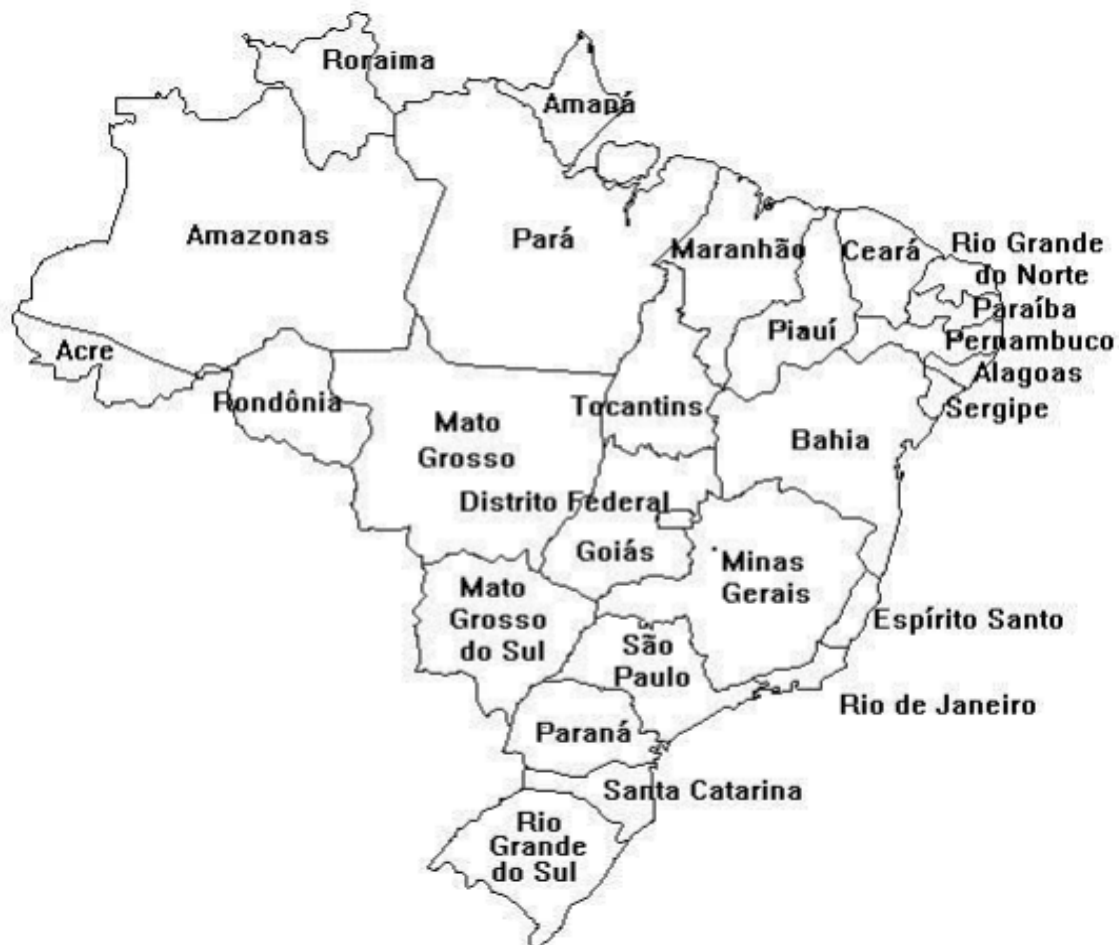 Roraima
Amapá
Amazonas
Pará
Maranhão
Ceará
Rio Grande
do Norte
Paraíba
Piauí
Pernambuco
Acre
Alagoas
Rondônia
Tocantins
Sergipe
Mato
Grosso
Bahia
Distrito Federal
Goiás
Minas
Gerais
Mato
Grosso
do Sul
Espírito Santo
São
Paulo
Rio de Janeiro
Paraná
Santa Catarina
Rio
Grande
do Sul